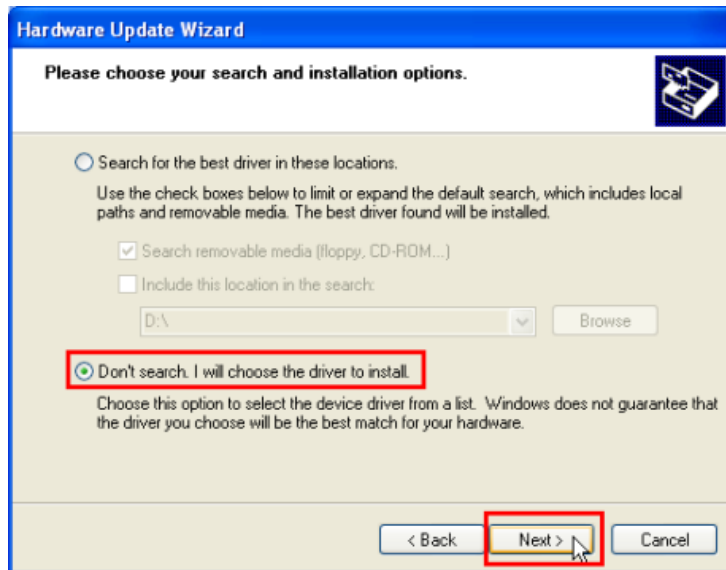 Hardware Update Wizard
Please choose your search and installation options.
Search for the best driver in these locations.
Use the check boxes below to limit or expand the default search, which includes local
paths and removable media. The best driver found will be installed.
Search removable media (floppy, CD-ROM...)
Include this location in the search:
D:\
Browse
Don't search. I will choose the driver to install.
Choose this option to select the device driver from a list. Windows does not guarantee that
the driver you choose will be the best match for your hardware.
< Back Next > Cancel